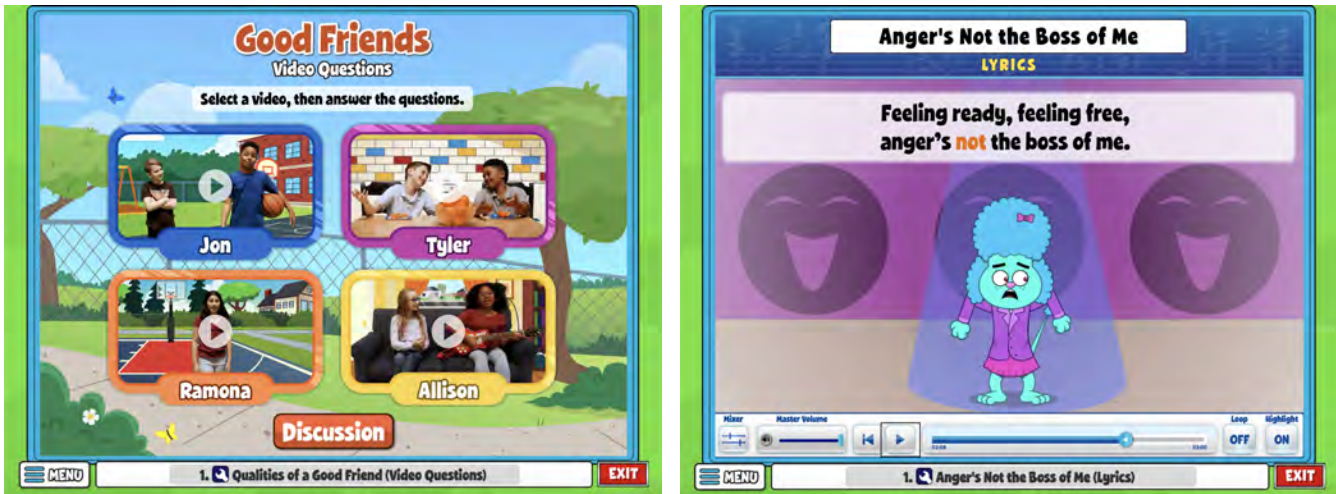 Good Friends
Video Questions
Select a video, then answer the questions.
Jon
Tyler
Ramona
Allison
Discussion
MENU
1. Qualities of a Good Friend (Video Questions)
EXIT
Anger's Not the Boss of Me
LYRICS
Feeling ready, feeling free,
anger's not the boss of me.
Mixer
Master Volume
Loop
Highlight
OFF
ON
03:00
MENU
1. Anger's Not the Boss of Me (Lyrics)
EXIT